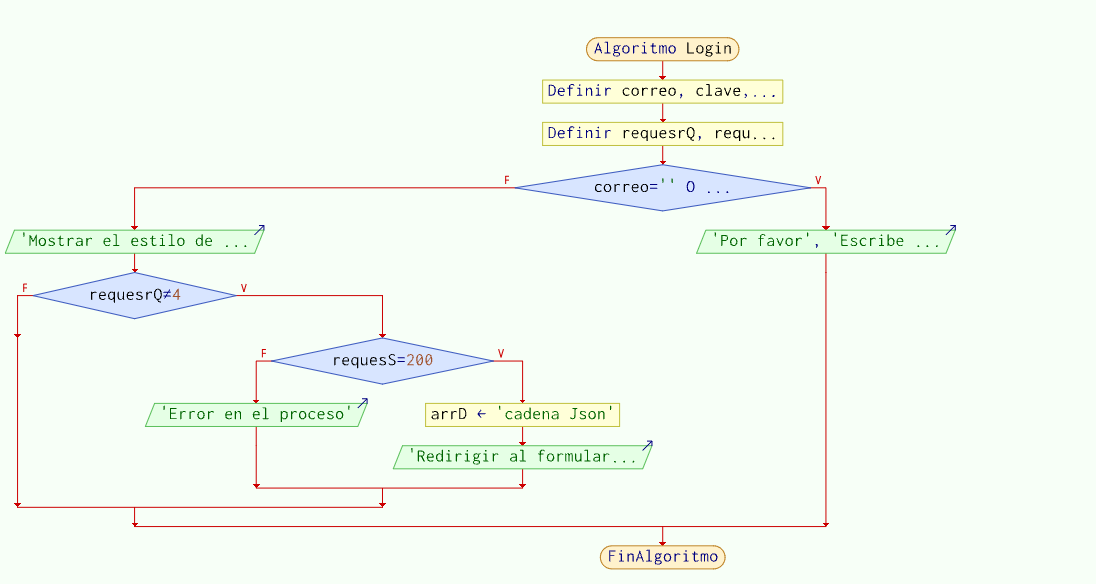 Algoritmo Login
Definir correo, clave,...
Definir requesrQ, requ...
F
correo='' O ...
V
'Mostrar el estilo de ...
'Por favor', 'Escribe ...
F
requesrQ≠4
V
F
requesS=200
V
'Error en el proceso'
arrD ← 'cadena Json'
'Redirigir al formular...
FinAlgoritmo